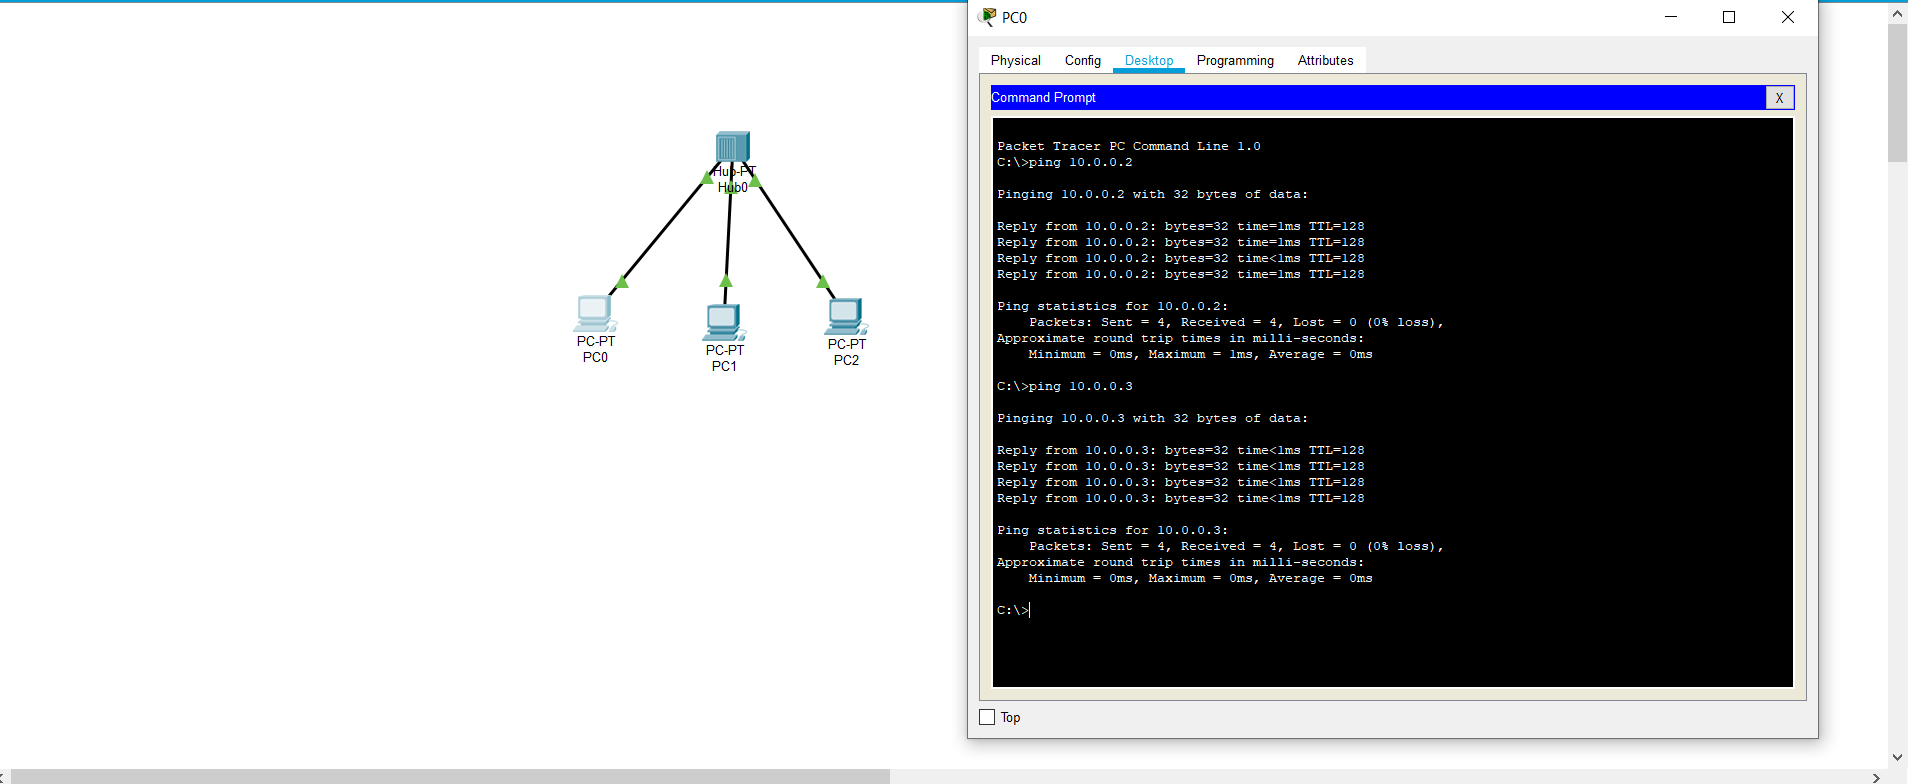 PC0
Physical Config Desktop Programming Attributes
Command Prompt
X
Packet Tracer PC Command Line 1.0
C:\>ping 10.0.0.2
Pinging 10.0.0.2 with 32 bytes of data:
Reply from 10.0.0.2: bytes=32 time=1ms TTL=128
Reply from 10.0.0.2: bytes=32 time=1ms TTL=128
Reply from 10.0.0.2: bytes=32 time<1ms TTL=128
Reply from 10.0.0.2: bytes=32 time=1ms TTL=128
Ping statistics for 10.0.0.2:
Packets: Sent = 4, Received = 4, Lost = 0 (0% loss),
Approximate round trip times in milli-seconds:
Minimum = 0ms, Maximum = 1ms, Average = 0ms
C:\>ping 10.0.0.3
Pinging 10.0.0.3 with 32 bytes of data:
Reply from 10.0.0.3: bytes=32 time<1ms TTL=128
Reply from 10.0.0.3: bytes=32 time<1ms TTL=128
Reply from 10.0.0.3: bytes=32 time<1ms TTL=128
Reply from 10.0.0.3: bytes=32 time<1ms TTL=128
Ping statistics for 10.0.0.3:
Packets: Sent = 4, Received = 4, Lost = 0 (0% loss),
Approximate round trip times in milli-seconds:
Minimum = 0ms, Maximum = 0ms, Average = 0ms
C:\>
Top
Hub-PT
Hub0
PC-PT
PC0
PC-PT
PC1
PC-PT
PC2